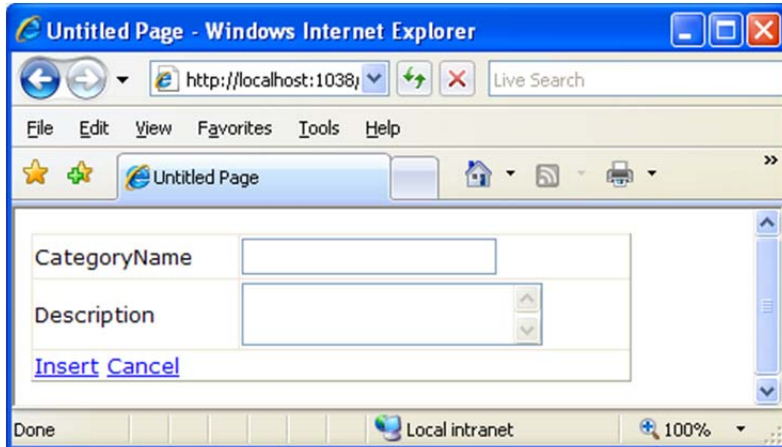 Untitled Page - Windows Internet Explorer
http://localhost:1038/
Live Search
File Edit View Favorites Tools Help
Untitled Page
CategoryName
Description
Insert Cancel
Done
Local intranet
100%